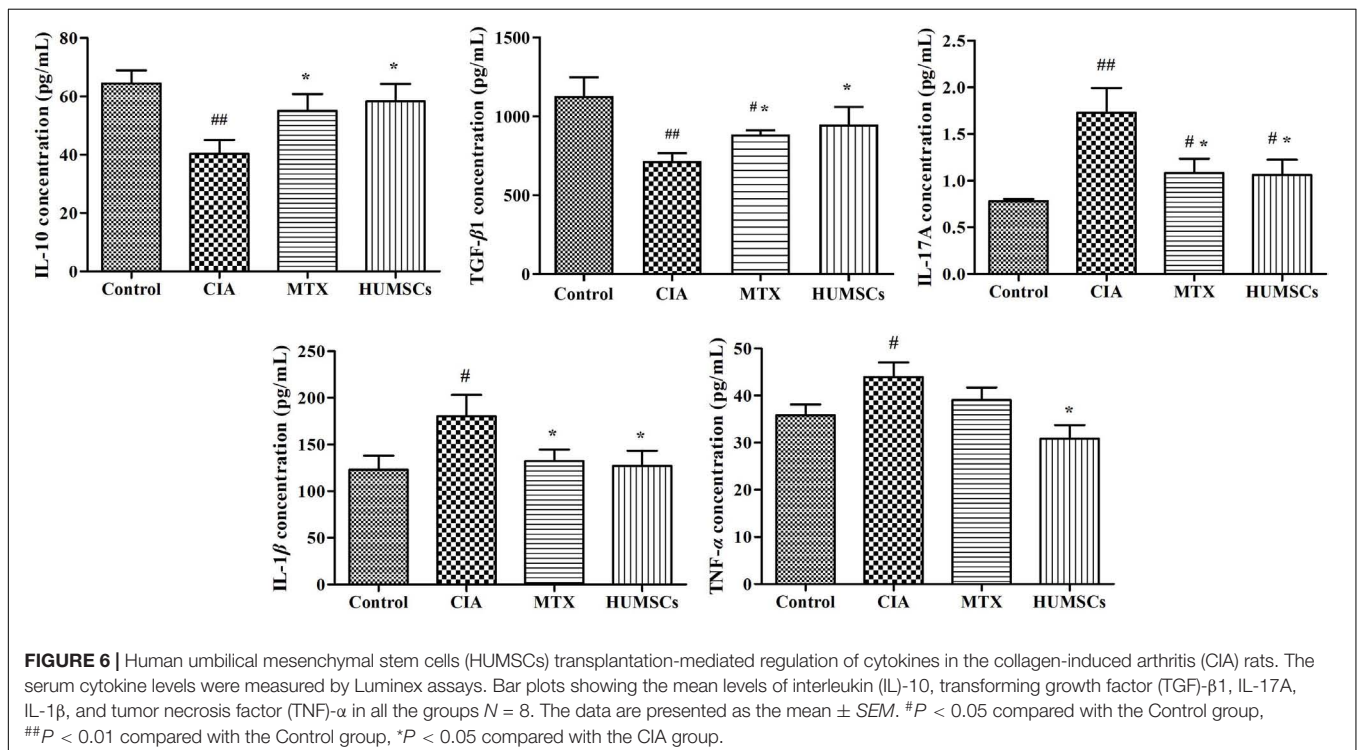 IL-10 concentration (pg/mL)
80
60
40
20
0
##
*
*
Control CIA MTX HUMSCs
TGF-β1 concentration (pg/mL)
1500
1000
500
0
##
# *
*
Control CIA MTX HUMSCs
IL-17A concentration (pg/mL)
2.5
2.0
1.5
1.0
0.5
0.0
##
# *
# *
Control CIA MTX HUMSCs
IL-1β concentration (pg/mL)
250
200
150
100
50
0
#
*
*
Control CIA MTX HUMSCs
TNF-α concentration (pg/mL)
50
40
30
20
10
0
#
*
Control CIA MTX HUMSCs
FIGURE 6 | Human umbilical mesenchymal stem cells (HUMSCs) transplantation-mediated regulation of cytokines in the collagen-induced arthritis (CIA) rats. The
serum cytokine levels were measured by Luminex assays. Bar plots showing the mean levels of interleukin (IL)-10, transforming growth factor (TGF)-β1, IL-17A,
IL-1β, and tumor necrosis factor (TNF)-α in all the groups N = 8. The data are presented as the mean ± SEM. #P < 0.05 compared with the Control group,
##P < 0.01 compared with the Control group, *P < 0.05 compared with the CIA group.